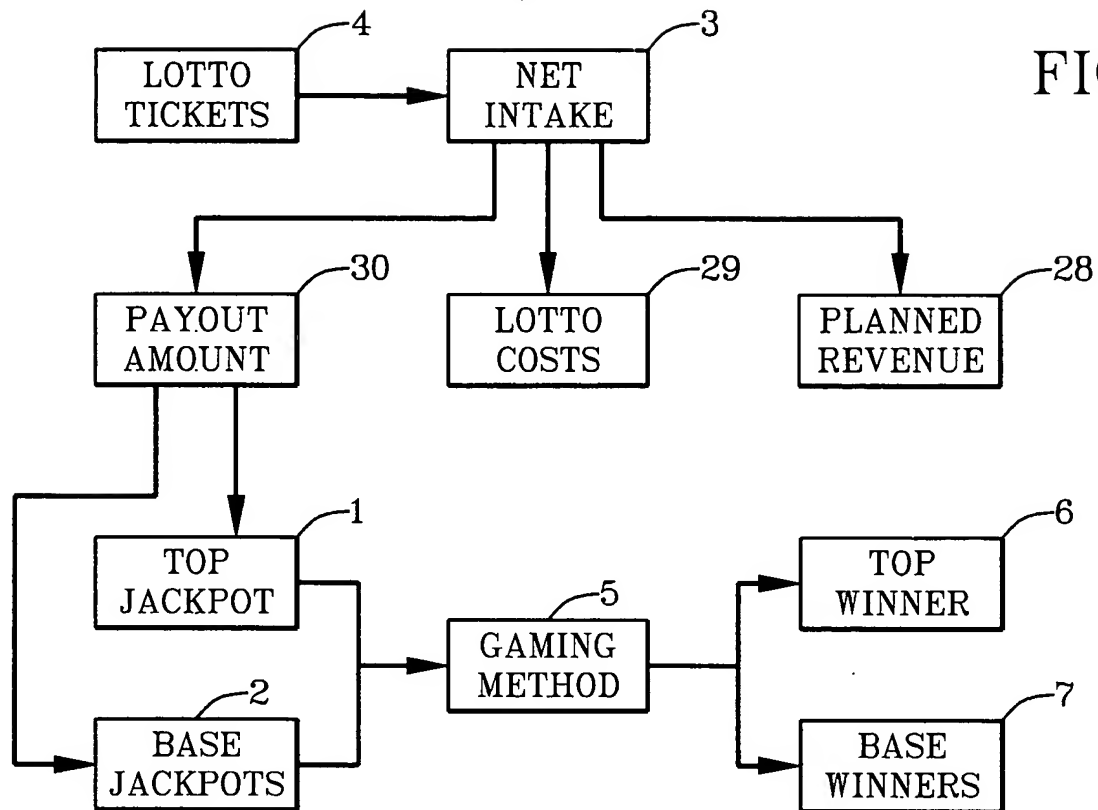 4
3
LOTTO
TICKETS
NET
INTAKE
30
29
28
PAYOUT
AMOUNT
LOTTO
COSTS
PLANNED
REVENUE
1
6
TOP
JACKPOT
TOP
WINNER
5
GAMING
METHOD
2
7
BASE
JACKPOTS
BASE
WINNERS